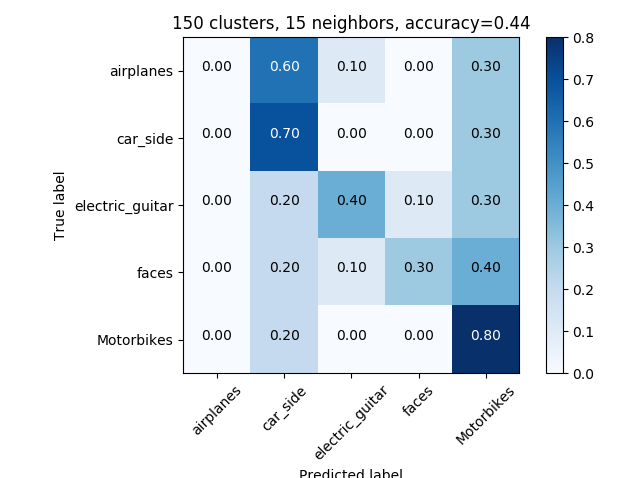 150 clusters, 15 neighbors, accuracy=0.44
airplanes 0.00 0.60 0.10 0.00 0.30
car_side 0.00 0.70 0.00 0.00 0.30
electric_guitar 0.00 0.20 0.40 0.10 0.30
faces 0.00 0.20 0.10 0.30 0.40
Motorbikes 0.00 0.20 0.00 0.00 0.80
True label
airplanes car_side electric_guitar faces Motorbikes
Predicted label
0.8
0.7
0.6
0.5
0.4
0.3
0.2
0.1
0.0